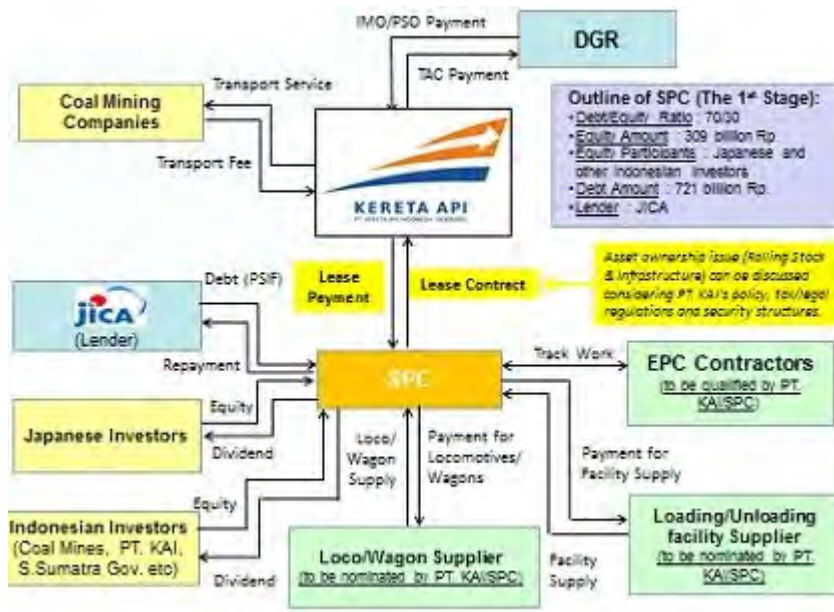 IMO/PSO Payment
DGR
TAC Payment
Transport Service
Coal Mining
Companies
Transport Fee
KERETA API
Outline of SPC (The 1st Stage):
•Debt/Equity Ratio : 70/30
•Equity Amount : 309 billion Rp
•Equity Participants : Japanese and
other Indonesian Investors
•Debt Amount : 721 billion Rp.
•Lender : JICA
Lease
Payment
Lease Contract
Asset ownership issue (Rolling Stock
& Infrastructure) can be discussed
considering PT. KAI's policy, tax/legal
regulations and security structures.
Debt (PSIF)
JICA
(Lender)
Repayment
SPC
Track Work
EPC Contractors
(to be qualified by PT.
KAI/SPC)
Equity
Japanese Investors
Dividend
Loco/
Wagon
Supply
Payment for
Locomotives/
Wagons
Payment for
Facility Supply
Equity
Indonesian Investors
(Coal Mines, PT. KAI,
S.Sumatra Gov. etc)
Dividend
Loco/Wagon Supplier
(to be nominated by PT. KAI/SPC)
Facility
Supply
Loading/Unloading
facility Supplier
(to be nominated by PT.
KAI/SPC)